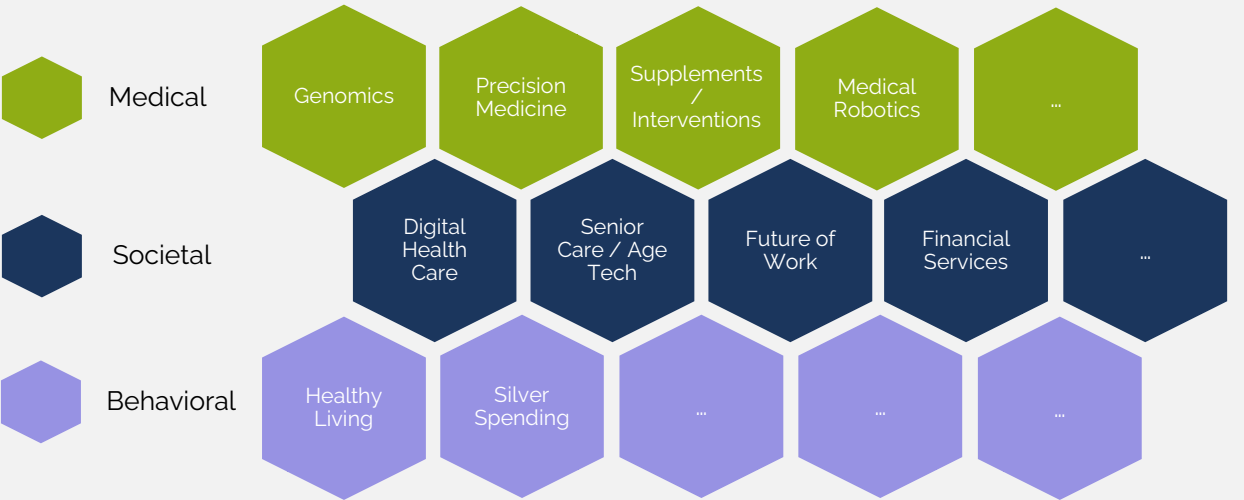 Medical
Genomics
Precision
Medicine
Supplements
/
Interventions
Medical
Robotics
...
Societal
Digital
Health
Care
Senior
Care / Age
Tech
Future of
Work
Financial
Services
...
Behavioral
Healthy
Living
Silver
Spending
...
...
...